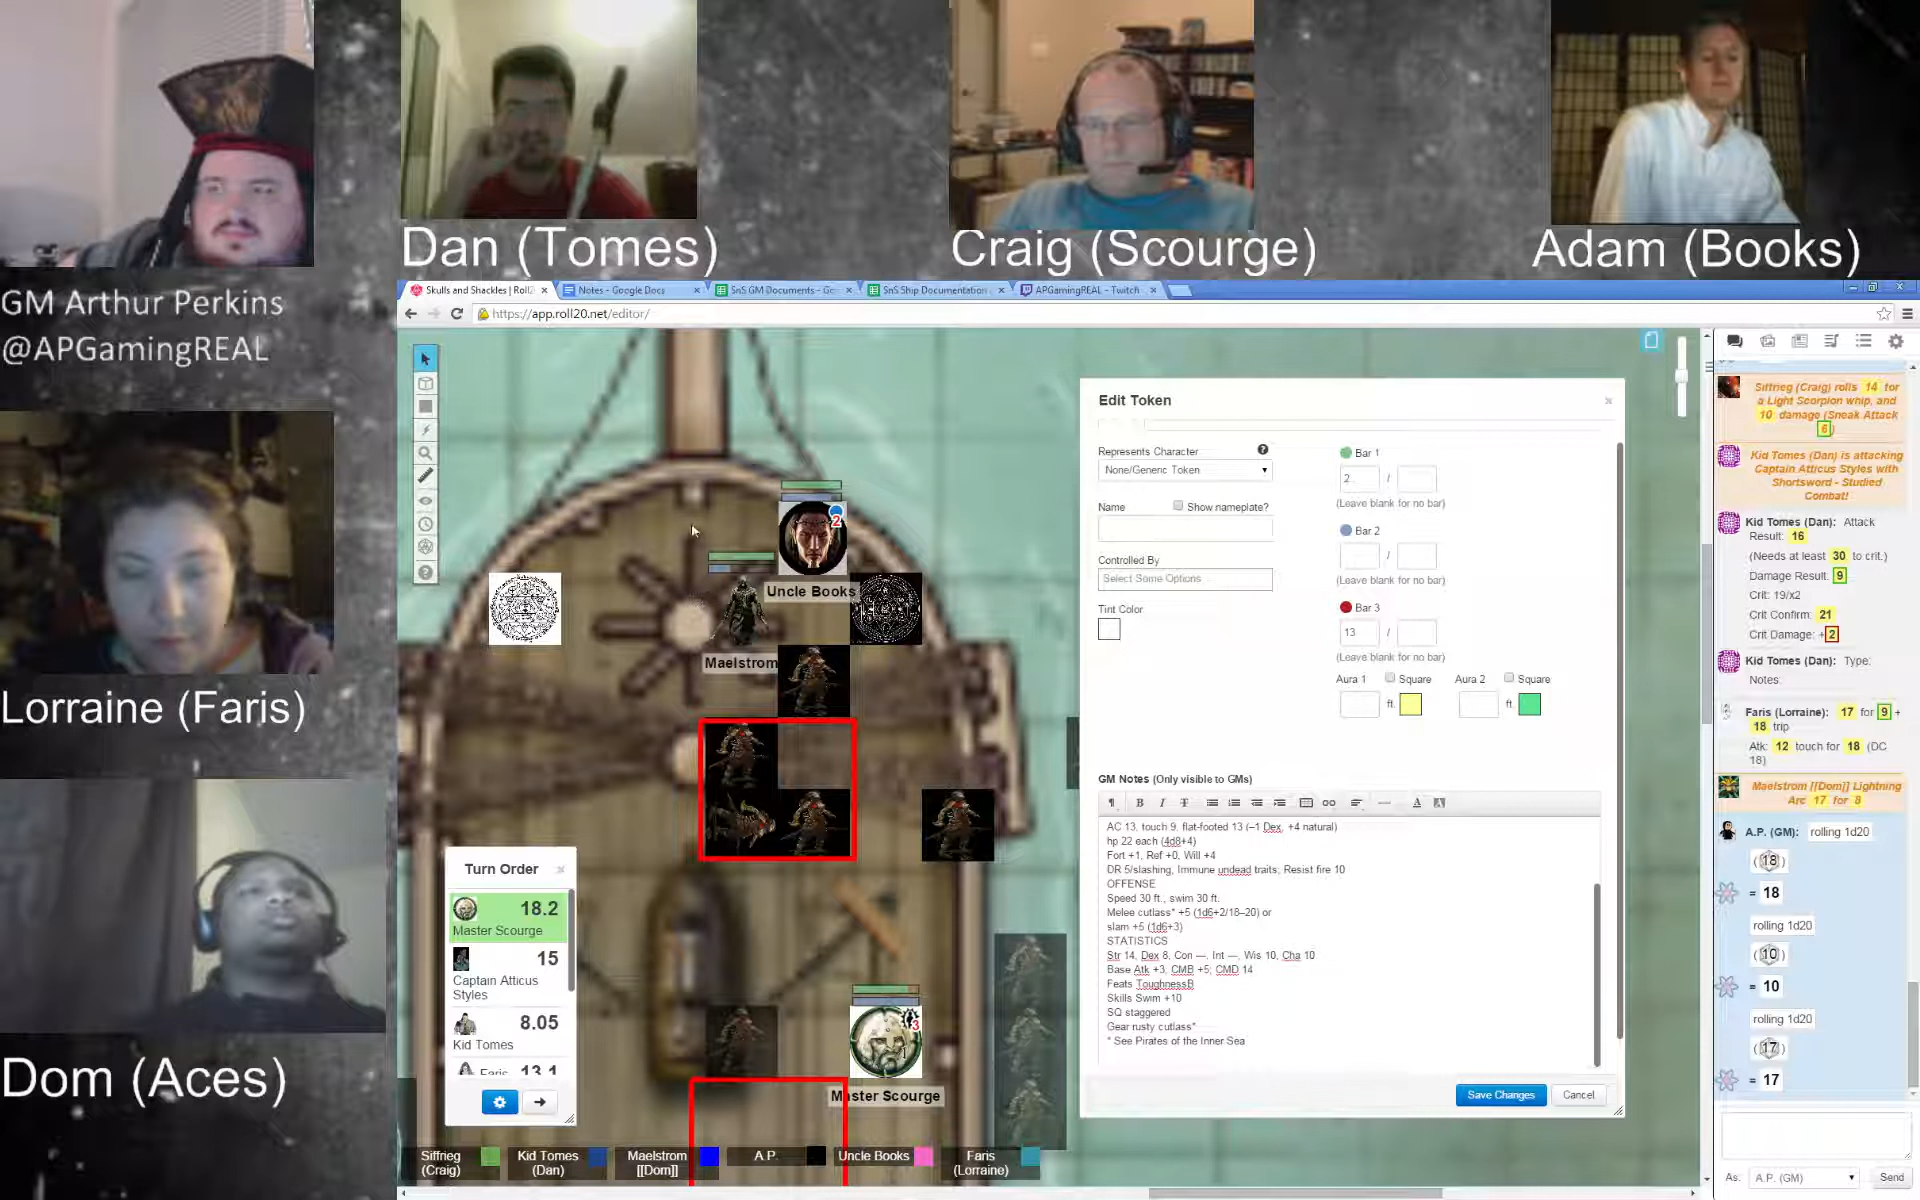 Dan (Tomes)
Craig (Scourge)
Adam (Books)
GM Arthur Perkins
@APGamingREAL
Lorraine (Faris)
Dom (Aces)
Skulls and Shackles | Roll2
Notes - Google Docs
SnS GM Documents - Go
SnS Ship Documentation
APGamingREAL - Twitch
https://app.roll20.net/editor/
2
Uncle Books
Maelstrom
3
Master Scourge
Turn Order
18.2
Master Scourge
15
Captain Atticus
Styles
8.05
Kid Tomes
Faris 13.1
Siffrieg
(Craig)
Kid Tomes
(Dan)
Maelstrom
[[Dom]]
A.P.
Uncle Books
Faris
(Lorraine)
Edit Token
Represents Character
None/Generic Token
Name
Show nameplate?
Controlled By
Select Some Options
Tint Color
Bar 1
2 /
(Leave blank for no bar)
Bar 2
/
(Leave blank for no bar)
Bar 3
13 /
(Leave blank for no bar)
Aura 1 Square Aura 2 Square
ft. ft.
GM Notes (Only visible to GMs)
AC 13, touch 9, flat-footed 13 (–1 Dex, +4 natural)
hp 22 each (4d8+4)
Fort +1, Ref +0, Will +4
DR 5/slashing, Immune undead traits; Resist fire 10
OFFENSE
Speed 30 ft., swim 30 ft.
Melee cutlass* +5 (1d6+2/18–20) or
slam +5 (1d6+3)
STATISTICS
Str 14, Dex 8, Con —, Int —, Wis 10, Cha 10
Base Atk +3; CMB +5; CMD 14
Feats ToughnessB
Skills Swim +10
SQ staggered
Gear rusty cutlass*
* See Pirates of the Inner Sea
Save Changes
Cancel
Siffrieg (Craig) rolls 14 for
a Light Scorpion whip, and
10 damage (Sneak Attack
6)
Kid Tomes (Dan) is attacking
Captain Atticus Styles with
Shortsword - Studied
Combat!
Kid Tomes (Dan): Attack
Result: 16
(Needs at least 30 to crit.)
Damage Result: 9
Crit: 19/x2
Crit Confirm: 21
Crit Damage: +2
Kid Tomes (Dan): Type:
Notes:
Faris (Lorraine): 17 for 9 +
18 trip
Atk: 12 touch for 18 (DC
18)
Maelstrom [[Dom]] Lightning
Arc 17 for 8
A.P. (GM): rolling 1d20
(18)
= 18
rolling 1d20
(10)
= 10
rolling 1d20
(17)
= 17
As: A.P. (GM)
Send